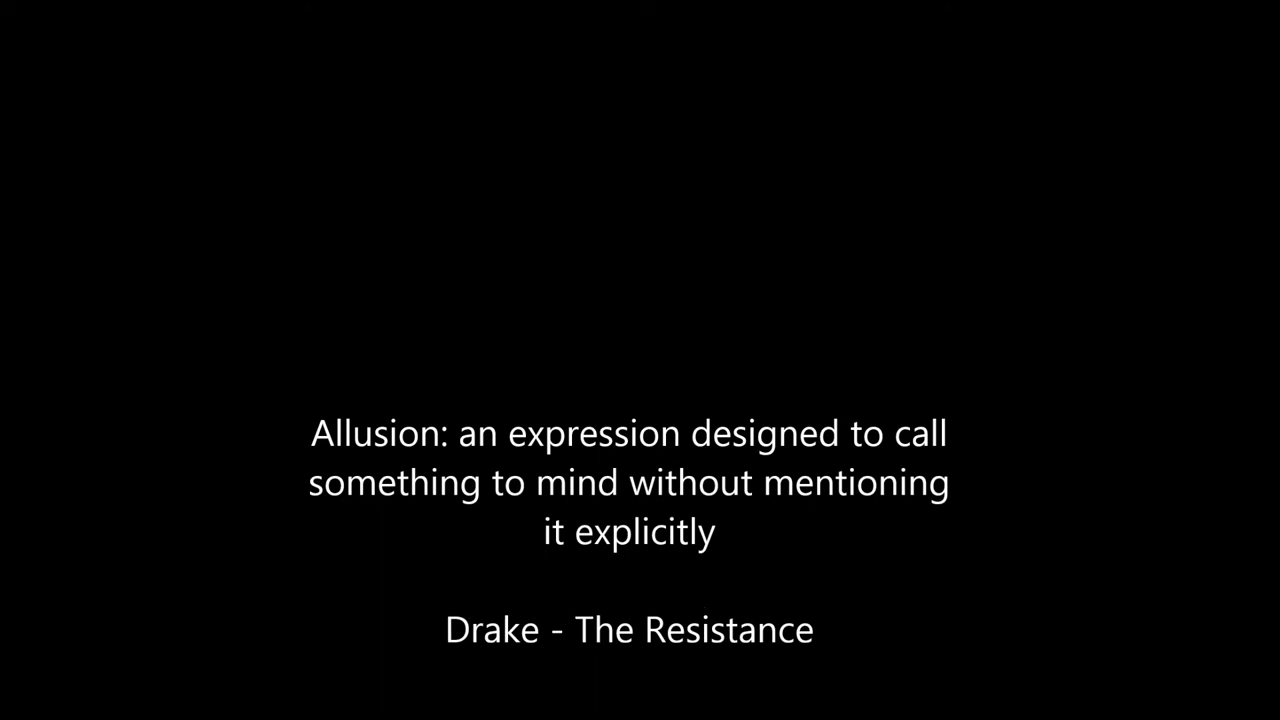 Allusion: an expression designed to call
something to mind without mentioning
it explicitly
Drake - The Resistance